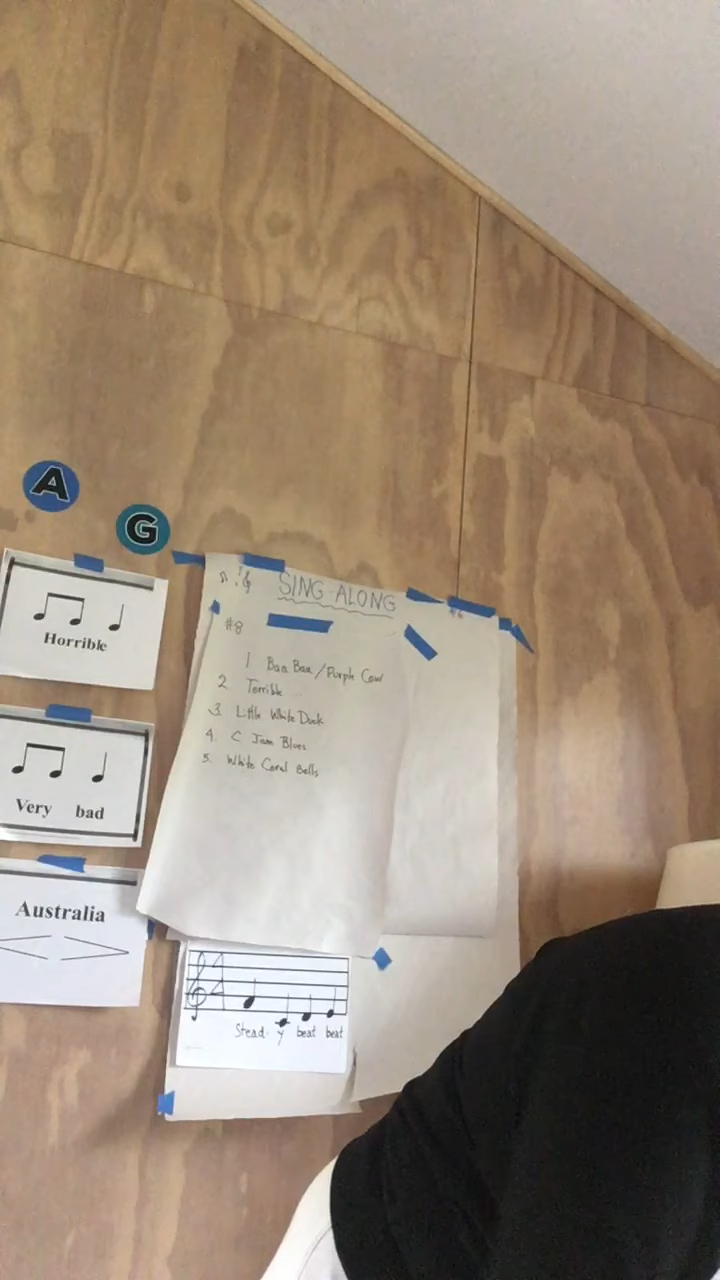 A
G
Horrible
Very bad
Australia
SING-ALONG
#8
1 Baa Baa/Purple Cow
2 Terrible
3. Little White Duck
4. C Jam Blues
5. White Coral Bells
Stead-y beat beat